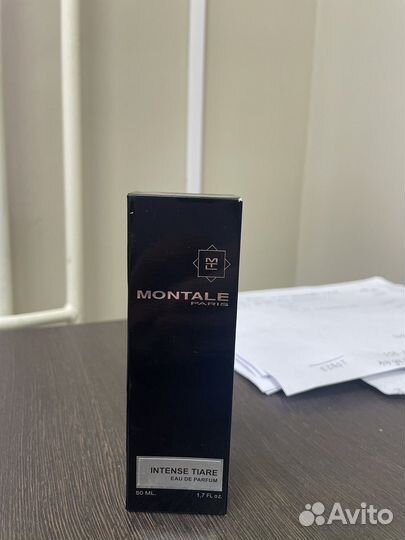 MONTALE
PARIS
INTENSE TIARE
EAU DE PARFUM
50 ML.
1,7 Fl. oz.
Avito